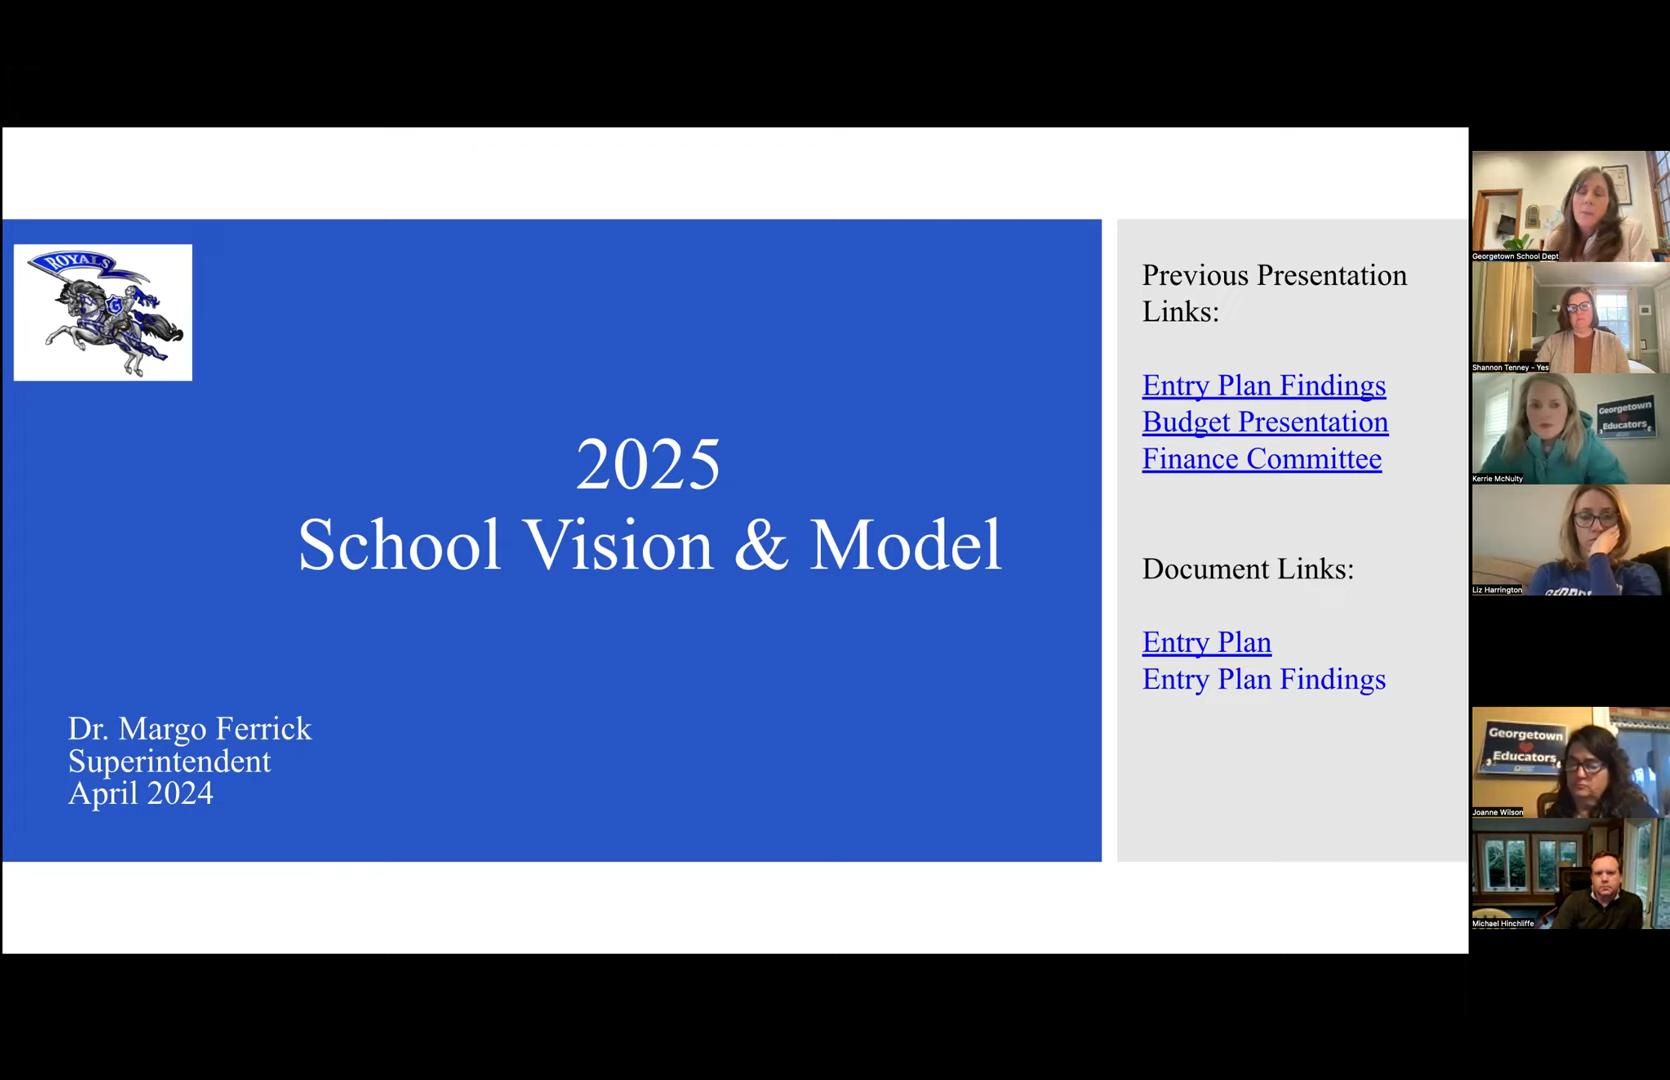 ROYALS
G
2025
School Vision & Model
Dr. Margo Ferrick
Superintendent
April 2024
Previous Presentation
Links:
Entry Plan Findings
Budget Presentation
Finance Committee
Document Links:
Entry Plan
Entry Plan Findings
Georgetown School Dept
Shannon Tenney - Yes
Georgetown
Educators
Kerrie McNulty
Liz Harrington
Georgetown
Educators
Joanne Wilson
Michael Hinchliffe